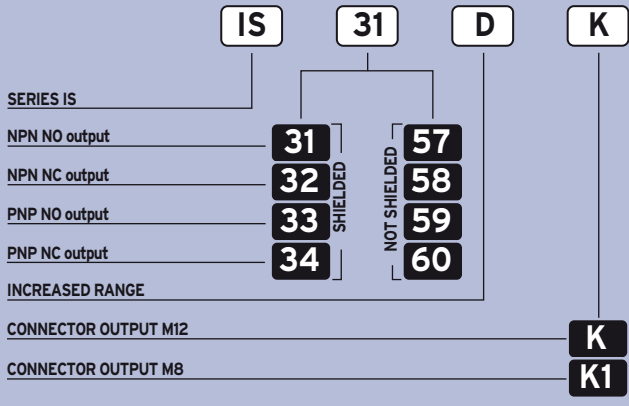 IS 31 D K
SERIES IS
NPN NO output 31 57
NPN NC output 32 58
PNP NO output 33 59
PNP NC output 34 60
SHIELDED
NOT SHIELDED
INCREASED RANGE
CONNECTOR OUTPUT M12 K
CONNECTOR OUTPUT M8 K1